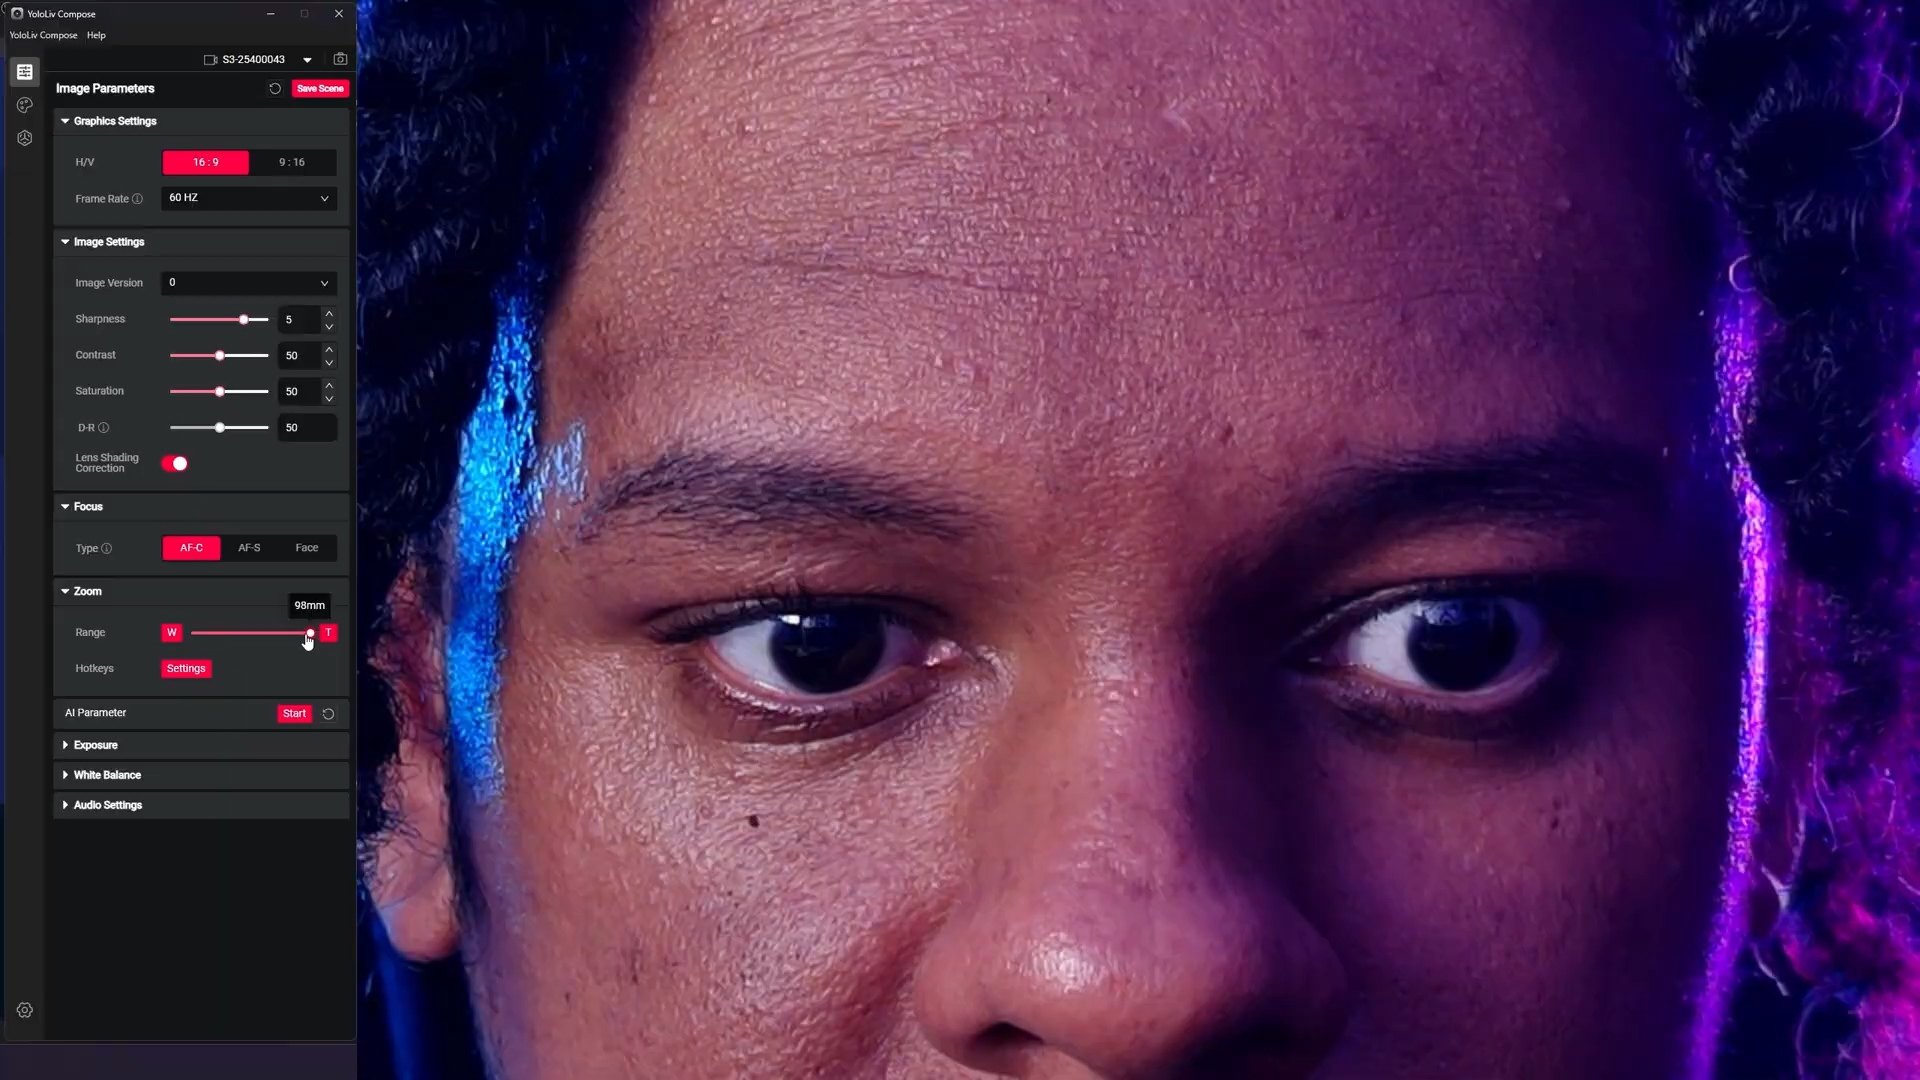 YoloLiv Compose
YoloLiv Compose Help
S3-25400043
Image Parameters Save Scene
Graphics Settings
H/V 16 : 9 9 : 16
Frame Rate 60 HZ
Image Settings
Image Version 0
Sharpness 5
Contrast 50
Saturation 50
D-R 50
Lens Shading
Correction
Focus
Type AF-C AF-S Face
Zoom
98mm
Range W T
Hotkeys Settings
AI Parameter Start
Exposure
White Balance
Audio Settings